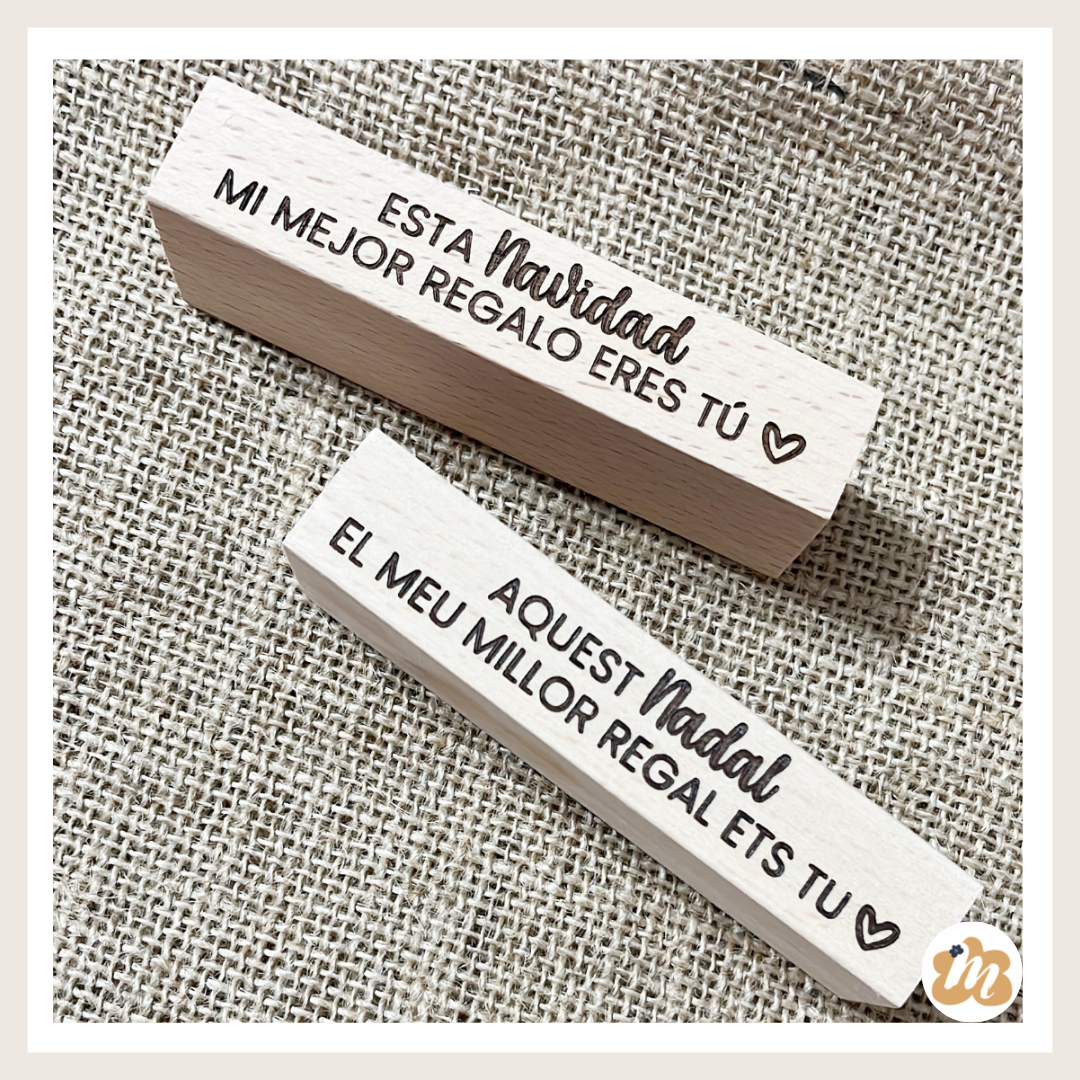 ESTA Navidad
MI MEJOR REGALO ERES TÚ
AQUEST Nadal
EL MEU MILLOR REGAL ETS TU
m